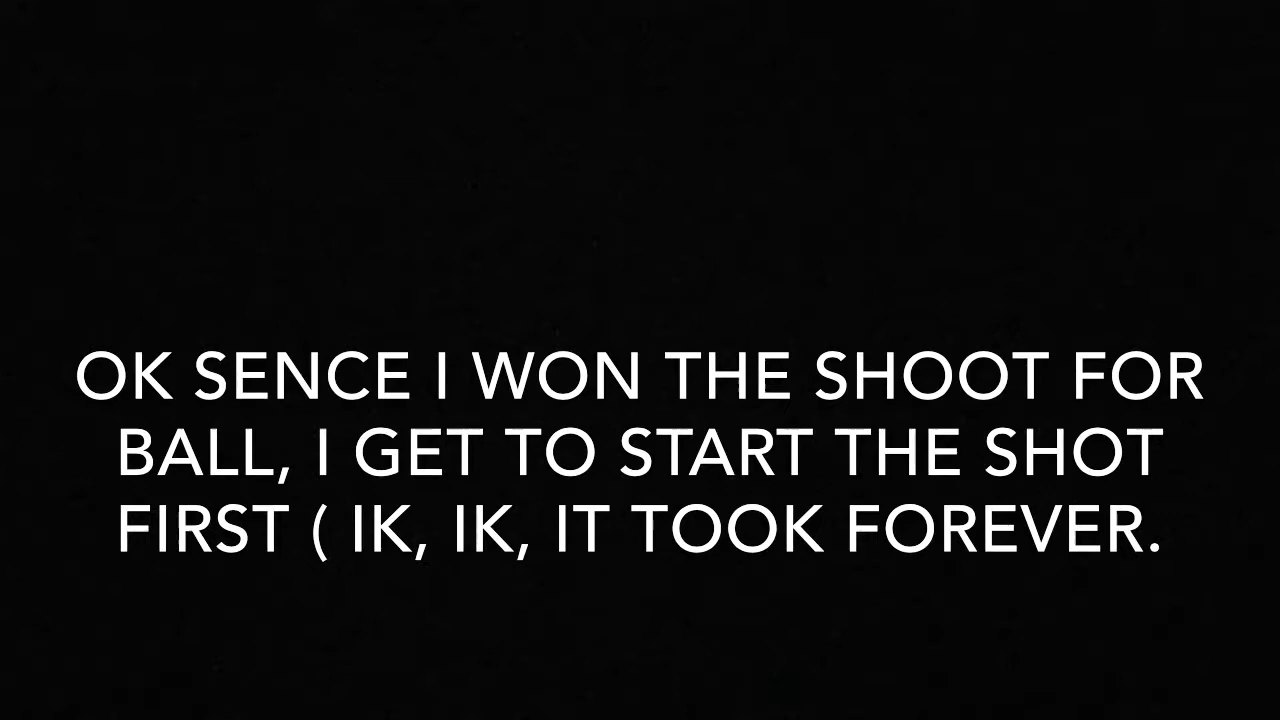 OK SENCE I WON THE SHOOT FOR
BALL, I GET TO START THE SHOT
FIRST ( IK, IK, IT TOOK FOREVER.